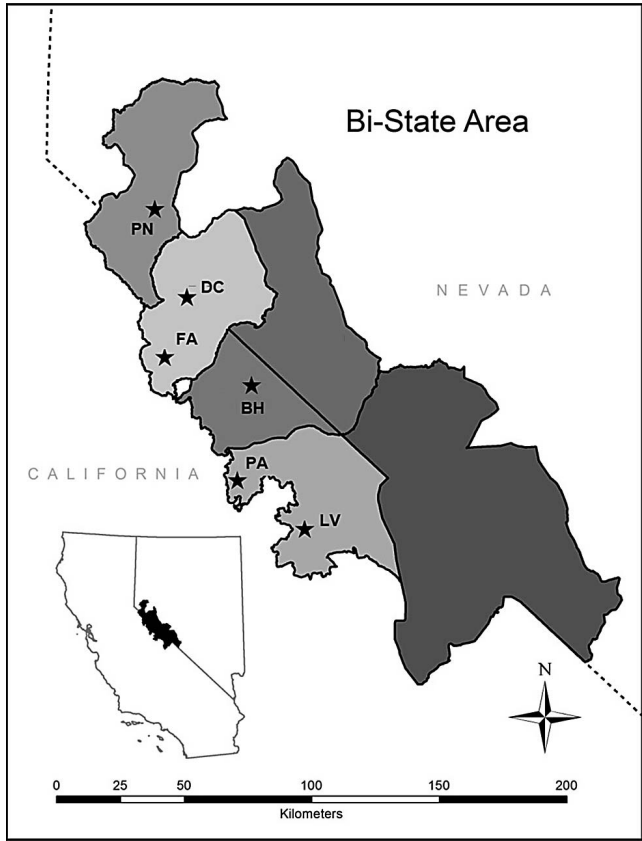 Bi-State Area
PN
DC
NEVADA
FA
BH
CALIFORNIA
PA
LV
N
0 25 50 100 150 200
Kilometers